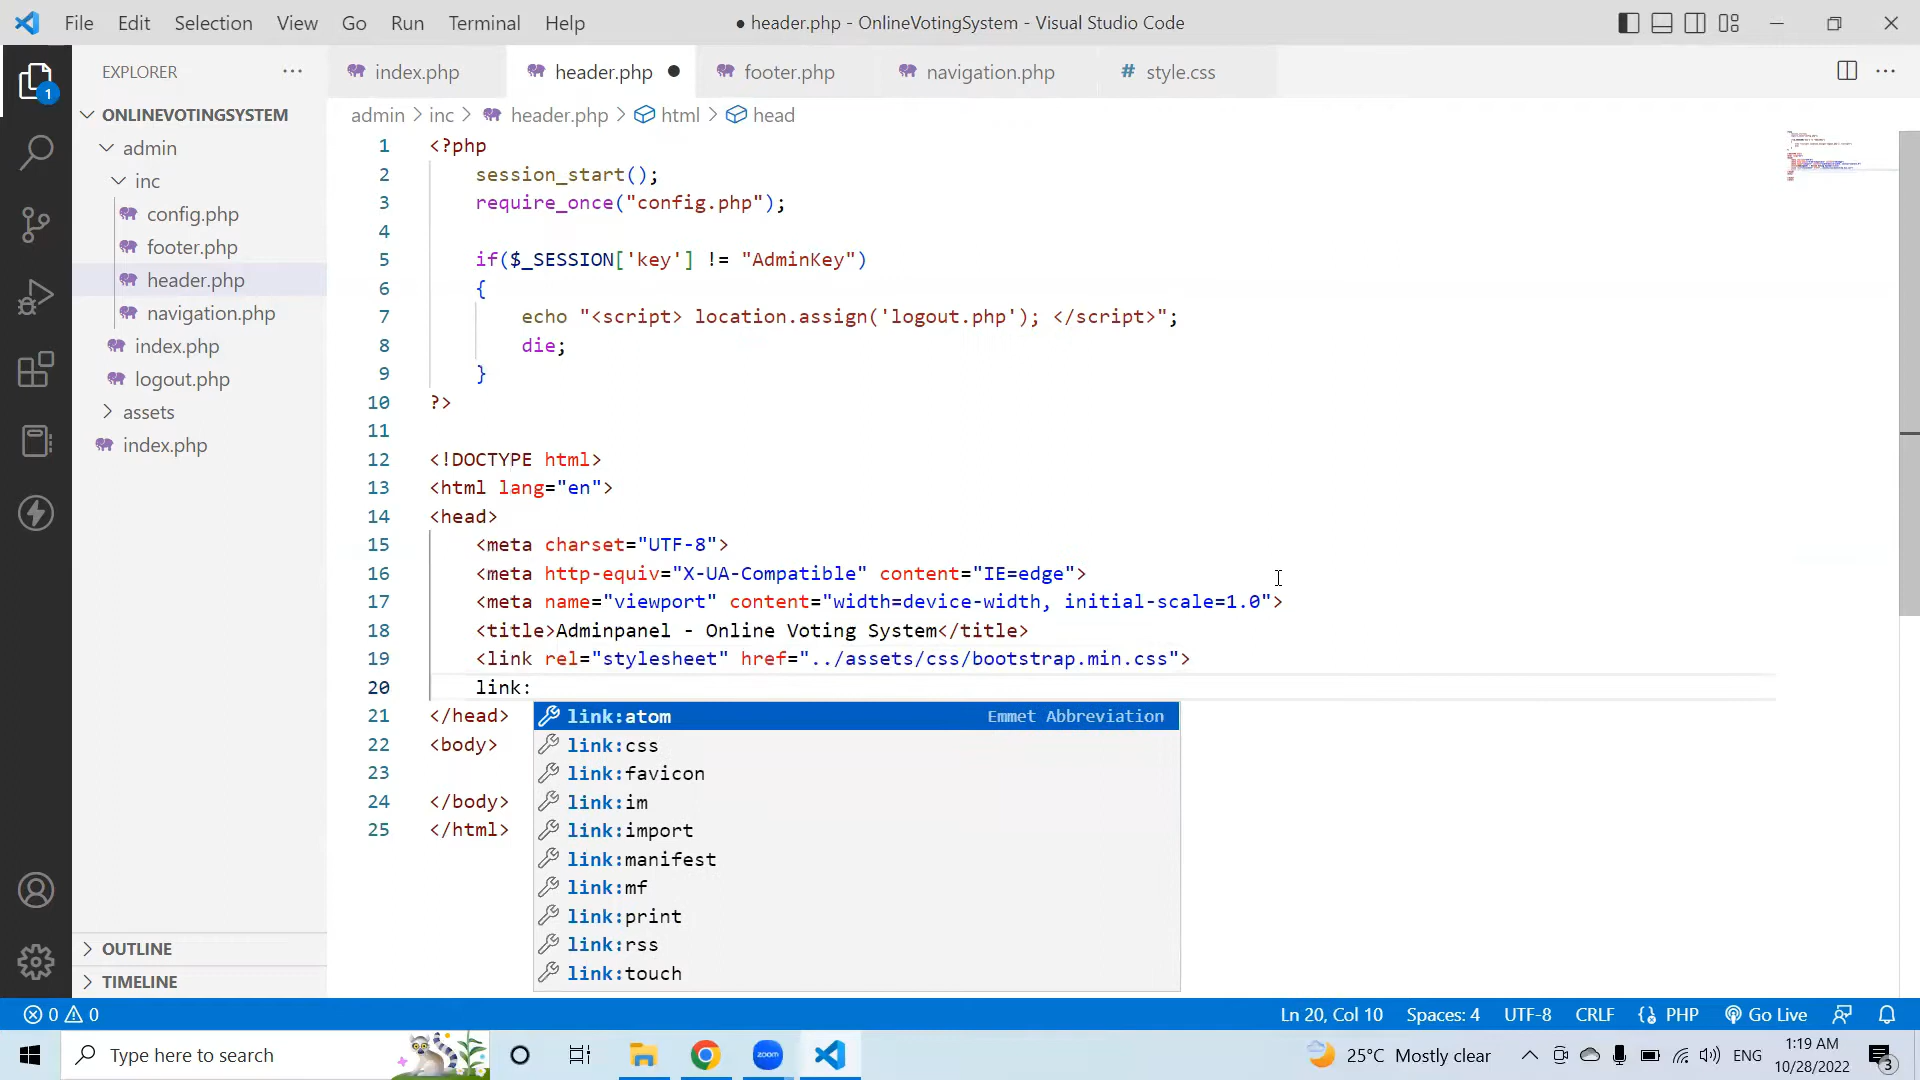 File Edit Selection View Go Run Terminal Help
● header.php - OnlineVotingSystem - Visual Studio Code
EXPLORER
index.php
header.php
footer.php
navigation.php
# style.css
1
ONLINEVOTINGSYSTEM
admin
inc
config.php
footer.php
header.php
navigation.php
index.php
logout.php
assets
index.php
OUTLINE
TIMELINE
admin > inc > header.php > html > head
1 <?php
2 session_start();
3 require_once("config.php");
4
5 if($_SESSION['key'] != "AdminKey")
6 {
7 echo "<script> location.assign('logout.php'); </script>";
8 die;
9 }
10 ?>
11
12 <!DOCTYPE html>
13 <html lang="en">
14 <head>
15 <meta charset="UTF-8">
16 <meta http-equiv="X-UA-Compatible" content="IE=edge">
17 <meta name="viewport" content="width=device-width, initial-scale=1.0">
18 <title>Adminpanel - Online Voting System</title>
19 <link rel="stylesheet" href="../assets/css/bootstrap.min.css">
20 link:
21 </head>
22 <body>
23
24 </body>
25 </html>
link:atom Emmet Abbreviation
link:css
link:favicon
link:im
link:import
link:manifest
link:mf
link:print
link:rss
link:touch
0 0
Ln 20, Col 10 Spaces: 4 UTF-8 CRLF PHP Go Live
Type here to search
zoom
25°C Mostly clear
ENG
1:19 AM
10/28/2022
3